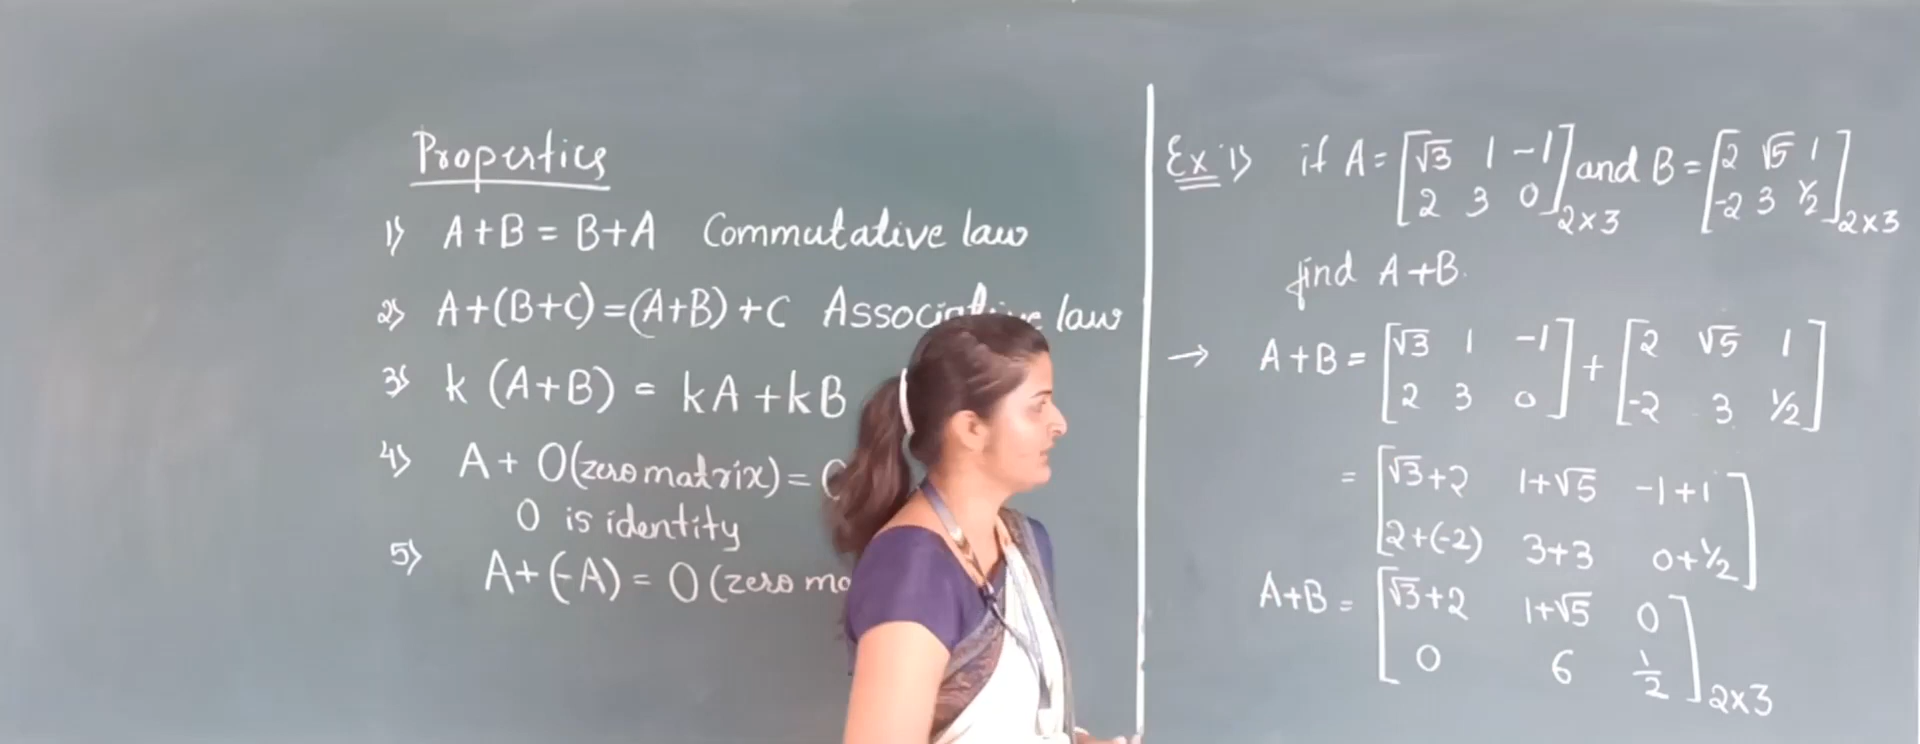 Properties
1) A+B = B+A Commutative law
2) A+(B+C)=(A+B)+C law
3) k (A+B) = kA+kB
4) A+ O(zero matrix)=
O is identity
5) A+(-A) = O (zero
Ex 1) if A = [√3 1 -1 and B = [2 √5 1
2 3 0]2×3 -2 3 1/2]2×3
find A+B.
→ A+B = [√3 1 -1 + [2 √5 1
2 3 0] -2 3 1/2]
= [√3+2 1+√5 -1+1
2+(-2) 3+3 0+1/2]
A+B = [√3+2 1+√5 0
0 6 1/2]2×3